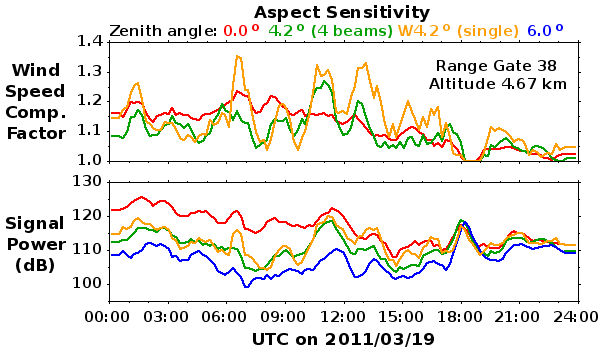 Aspect Sensitivity
Zenith angle: 0.0 º 4.2 º (4 beams) W4.2 º (single) 6.0 º
1.4
1.3
1.2
1.1
1.0
Wind
Speed
Comp.
Factor
Range Gate 38
Altitude 4.67 km
130
120
110
100
Signal
Power
(dB)
00:00 03:00 06:00 09:00 12:00 15:00 18:00 21:00 24:00
UTC on 2011/03/19